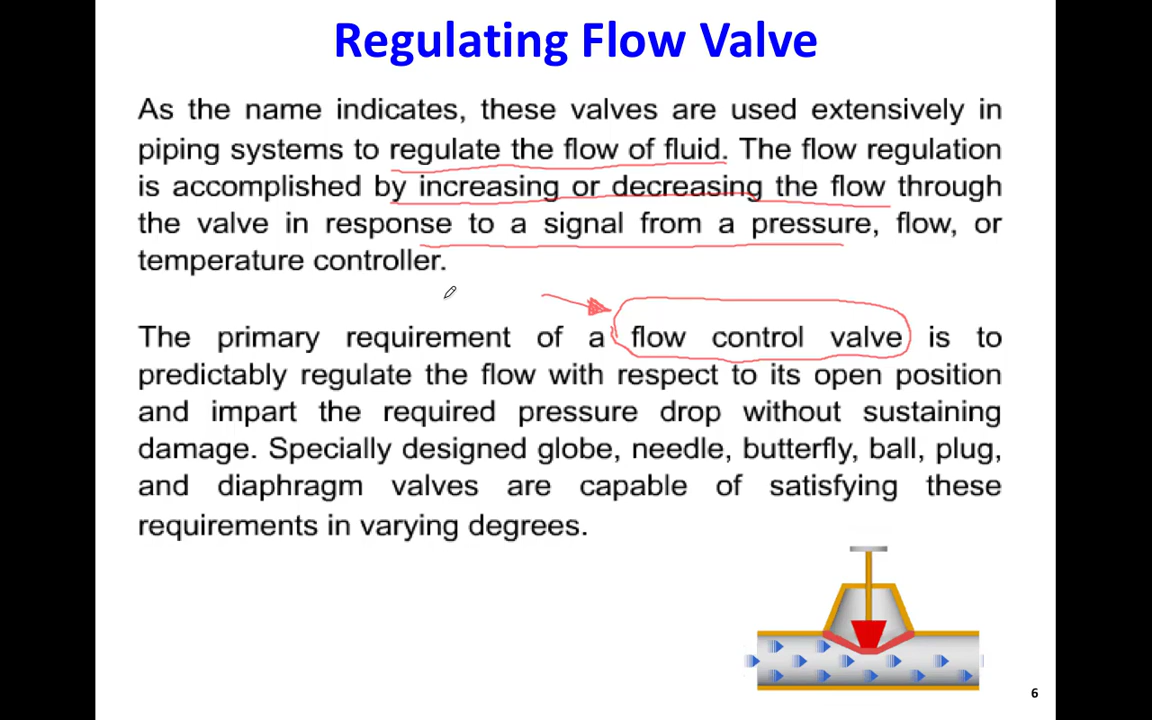 Regulating Flow Valve
As the name indicates, these valves are used extensively in
piping systems to regulate the flow of fluid. The flow regulation
is accomplished by increasing or decreasing the flow through
the valve in response to a signal from a pressure, flow, or
temperature controller.
The primary requirement of a flow control valve is to
predictably regulate the flow with respect to its open position
and impart the required pressure drop without sustaining
damage. Specially designed globe, needle, butterfly, ball, plug,
and diaphragm valves are capable of satisfying these
requirements in varying degrees.
6